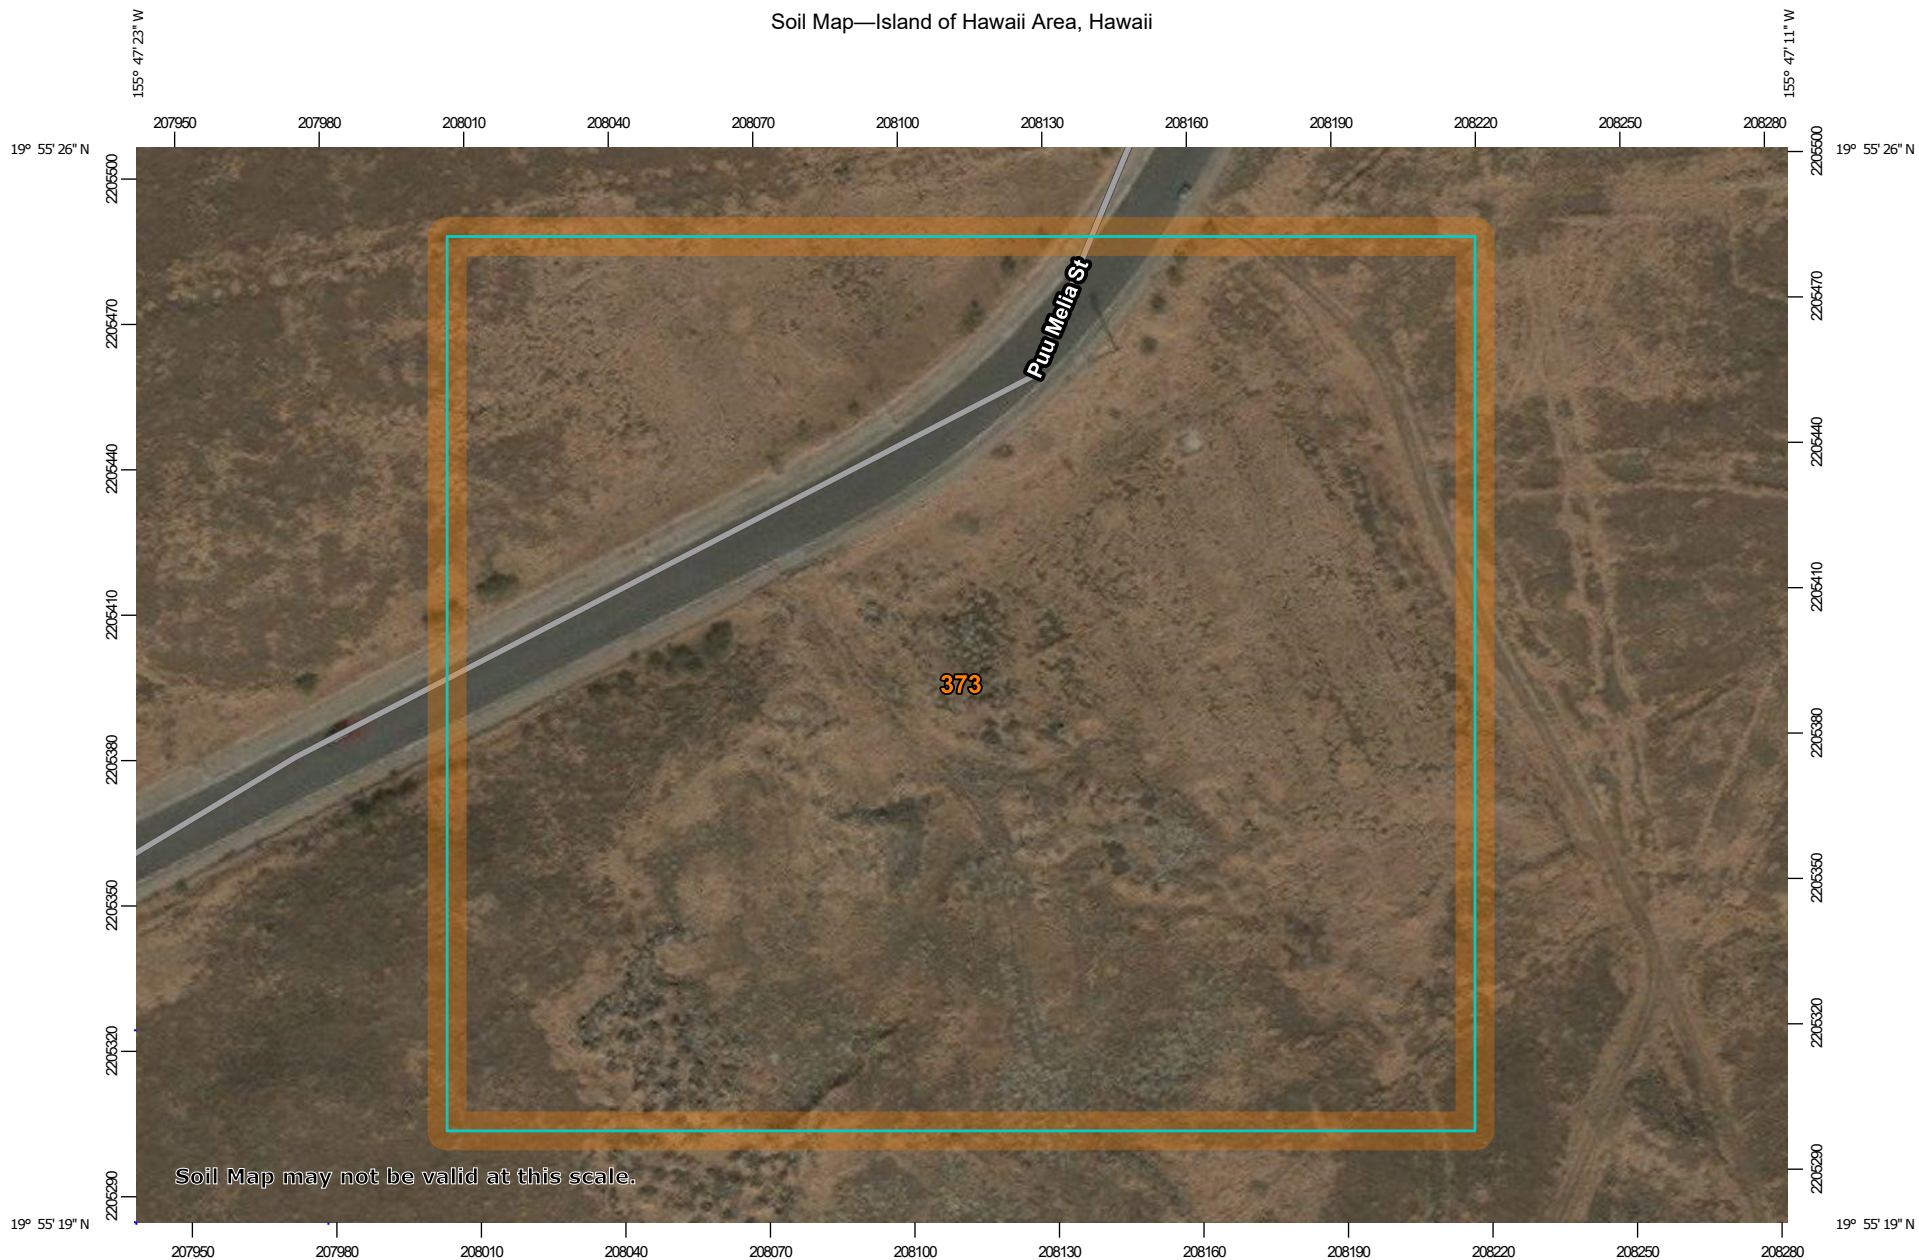 Soil Map—Island of Hawaii Area, Hawaii
155° 47' 23" W
155° 47' 11" W
207950 207980 208010 208040 208070 208100 208130 208160 208190 208220 208250 208280
19° 55' 26" N
19° 55' 26" N
2205500
2205500
2205470
2205470
Puu Melia St
2205440
2205440
2205410
2205410
373
2205380
2205380
2205350
2205350
2205320
2205320
Soil Map may not be valid at this scale.
2205290
2205290
19° 55' 19" N
19° 55' 19" N
207950 207980 208010 208040 208070 208100 208130 208160 208190 208220 208250 208280